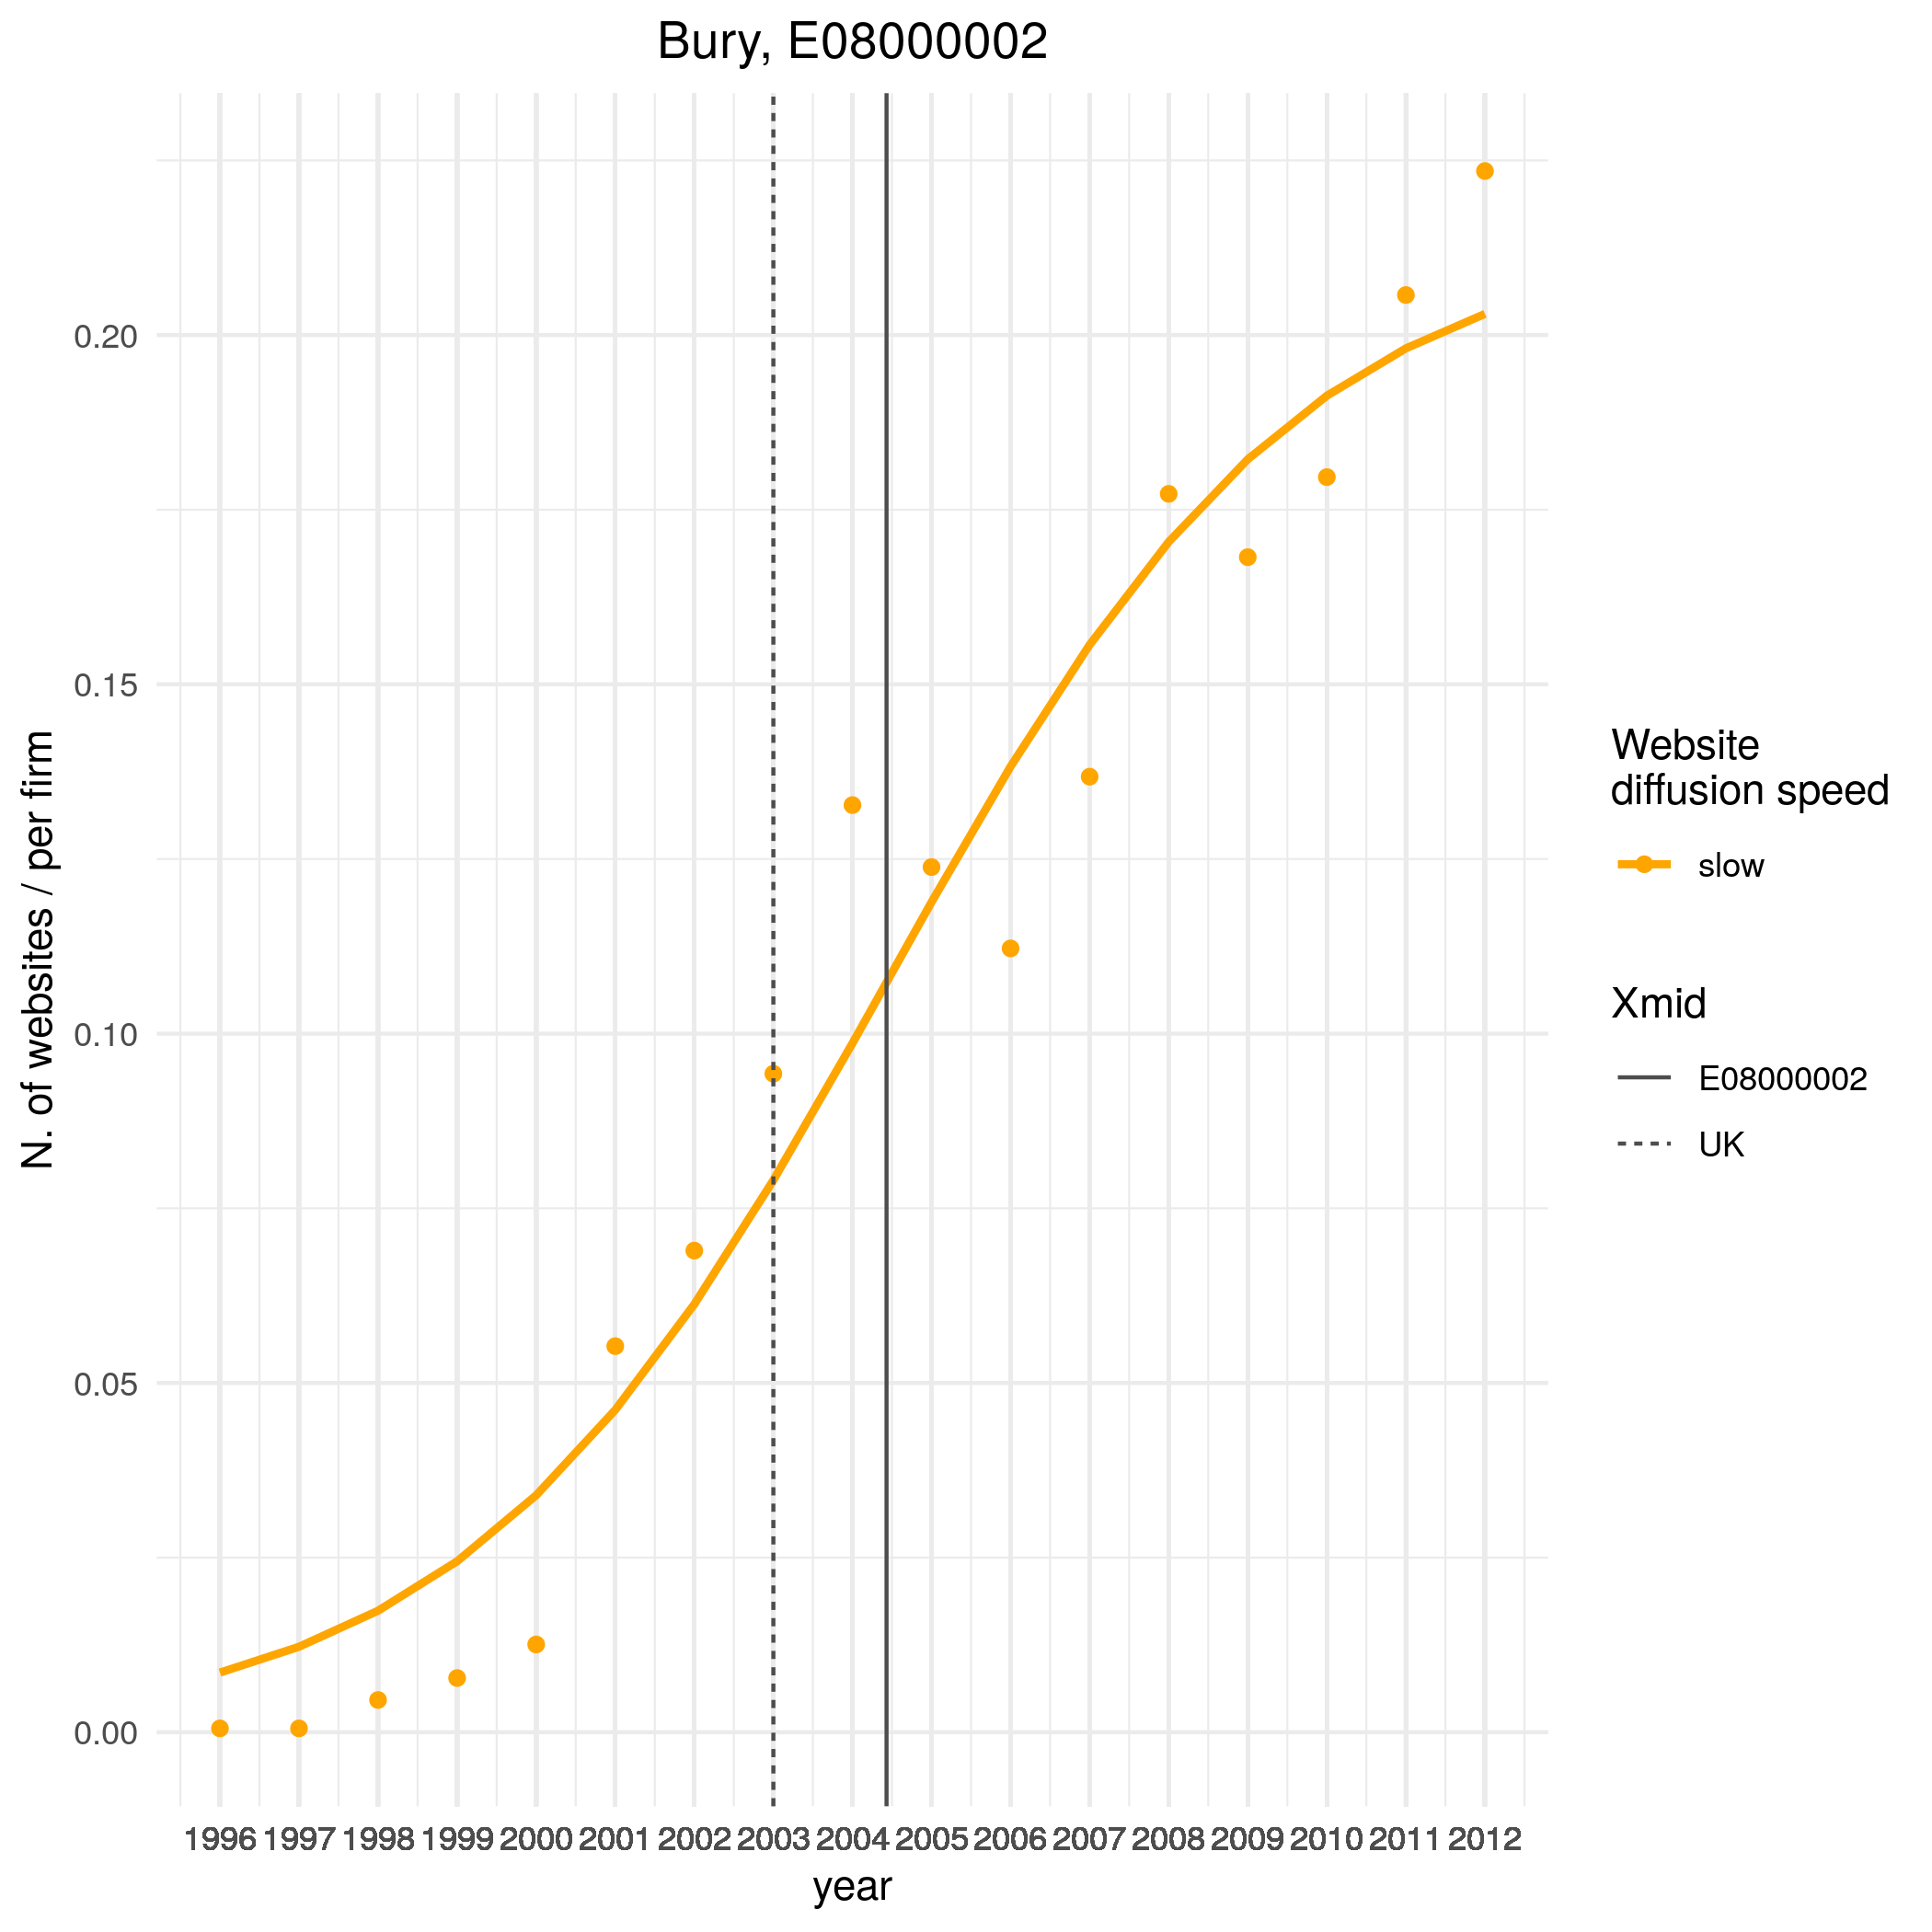 Bury, E08000002
N. of websites / per firm
0.20
0.15
0.10
0.05
0.00
1996 1997 1998 1999 2000 2001 2002 2003 2004 2005 2006 2007 2008 2009 2010 2011 2012
year
Website
diffusion speed
slow
Xmid
E08000002
UK